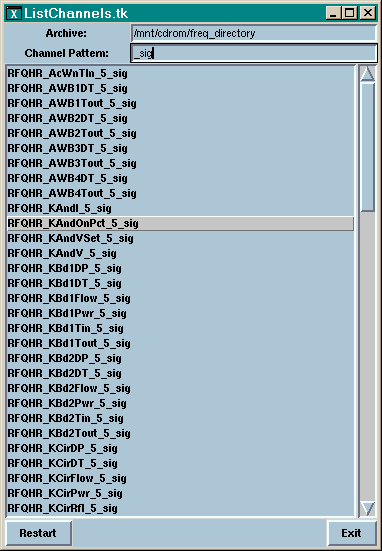 X ListChannels.tk
Archive: /mnt/cdrom/freq_directory
Channel Pattern: _sig
RFQHR_AcWnTIn_5_sig
RFQHR_AWB1DT_5_sig
RFQHR_AWB1Tout_5_sig
RFQHR_AWB2DT_5_sig
RFQHR_AWB2Tout_5_sig
RFQHR_AWB3DT_5_sig
RFQHR_AWB3Tout_5_sig
RFQHR_AWB4DT_5_sig
RFQHR_AWB4Tout_5_sig
RFQHR_KAndI_5_sig
RFQHR_KAndOnPct_5_sig
RFQHR_KAndVSet_5_sig
RFQHR_KAndV_5_sig
RFQHR_KBd1DP_5_sig
RFQHR_KBd1DT_5_sig
RFQHR_KBd1Flow_5_sig
RFQHR_KBd1Pwr_5_sig
RFQHR_KBd1Tin_5_sig
RFQHR_KBd1Tout_5_sig
RFQHR_KBd2DP_5_sig
RFQHR_KBd2DT_5_sig
RFQHR_KBd2Flow_5_sig
RFQHR_KBd2Pwr_5_sig
RFQHR_KBd2Tin_5_sig
RFQHR_KBd2Tout_5_sig
RFQHR_KCirDP_5_sig
RFQHR_KCirDT_5_sig
RFQHR_KCirFlow_5_sig
RFQHR_KCirPwr_5_sig
RFQHR_KCirRfl_5_sig
Restart Exit